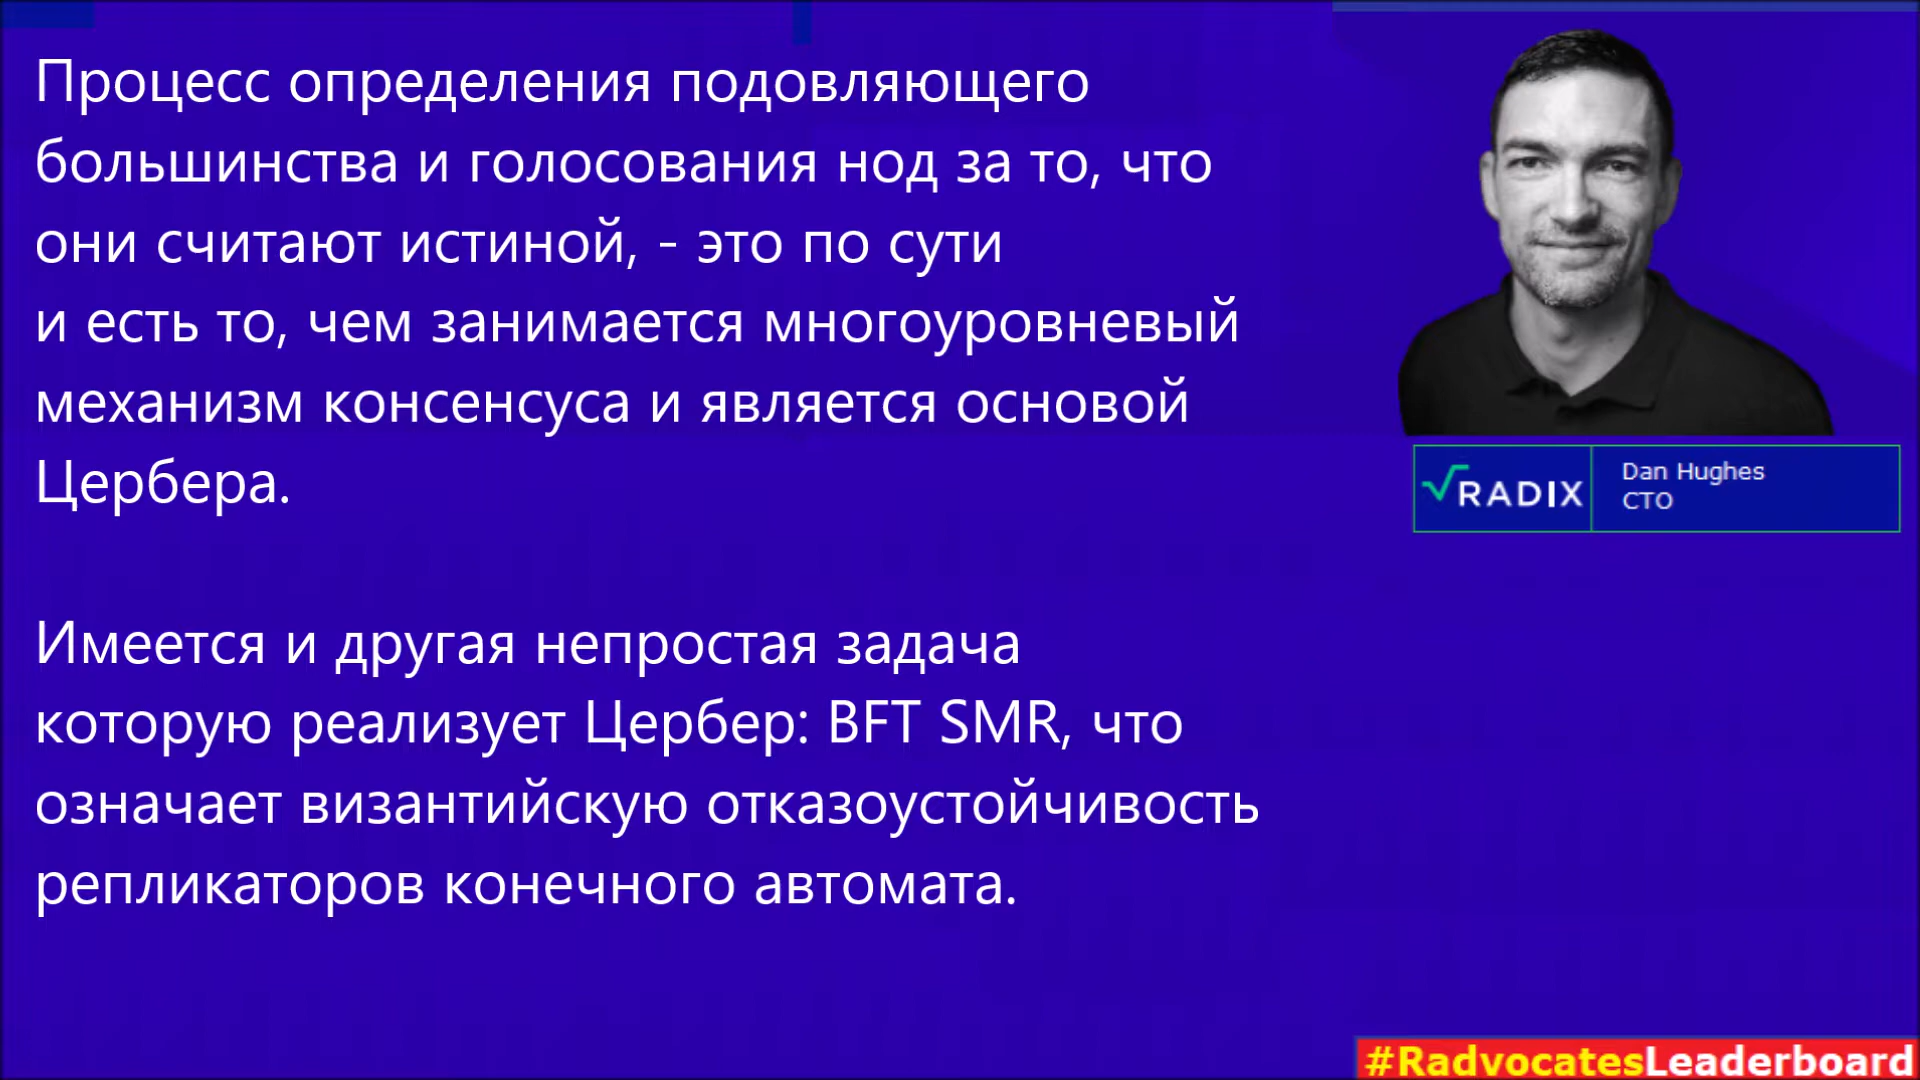 Процесс определения подовляющего
большинства и голосования нод за то, что
они считают истиной, - это по сути
и есть то, чем занимается многоуровневый
механизм консенсуса и является основой
Цербера.
Имеется и другая непростая задача
которую реализует Цербер: BFT SMR, что
означает византийскую отказоустойчивость
репликаторов конечного автомата.
RADIX
Dan Hughes
CTO
#RadvocatesLeaderboard